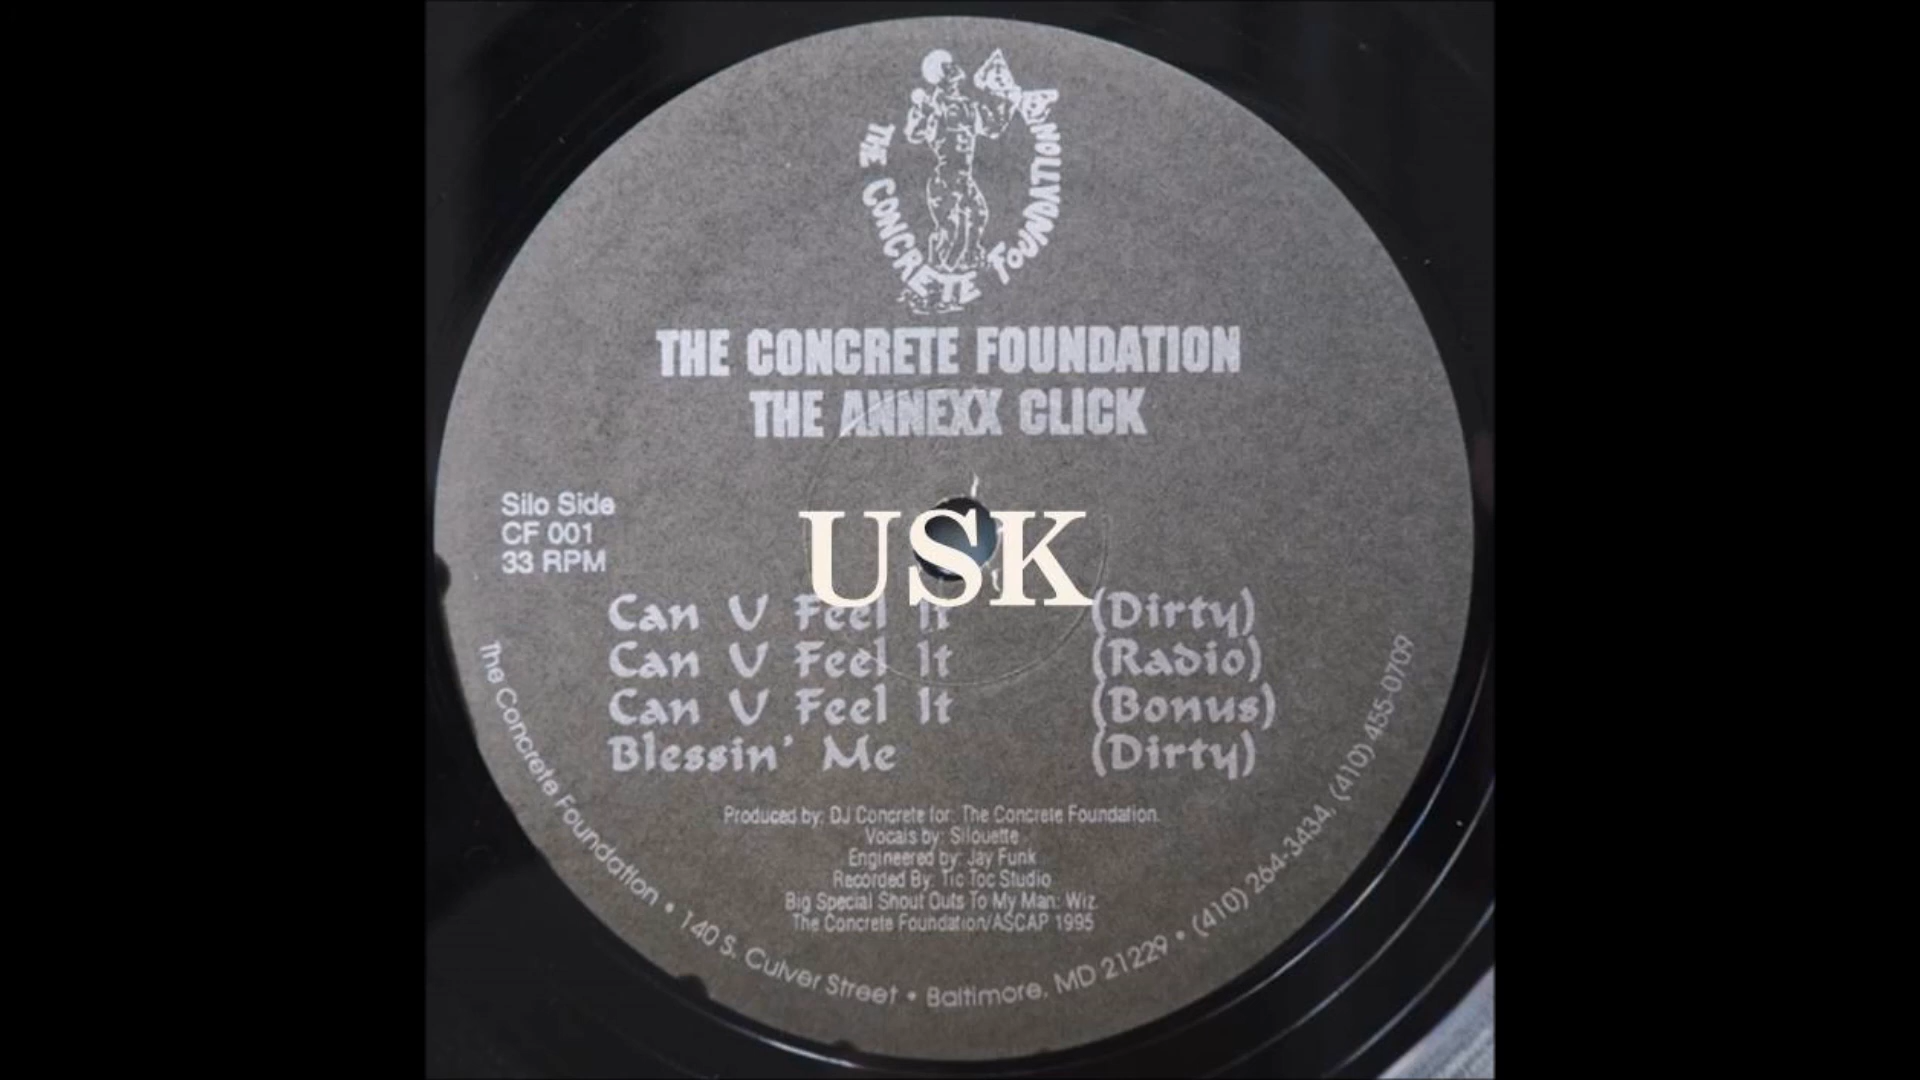 THE CONCRETE FOUNDATION
THE CONCRETE FOUNDATION
THE ANNEXX CLICK
Silo Side
CF 001
33 RPM
USK
Can U Feel It (Dirty)
Can U Feel It (Radio)
Can U Feel It (Bonus)
Blessin' Me (Dirty)
Produced by: DJ Concrete for: The Concrete Foundation.
Vocals by: Silouette
Engineered by: Jay Funk
Recorded By: Tic Toc Studio
Big Special Shout Outs To My Man: Wiz.
The Concrete Foundation/ASCAP 1995
The Concrete Foundation • 140 S. Culver Street • Baltimore, MD 21229 • (410) 264-3434, (410) 455-0709